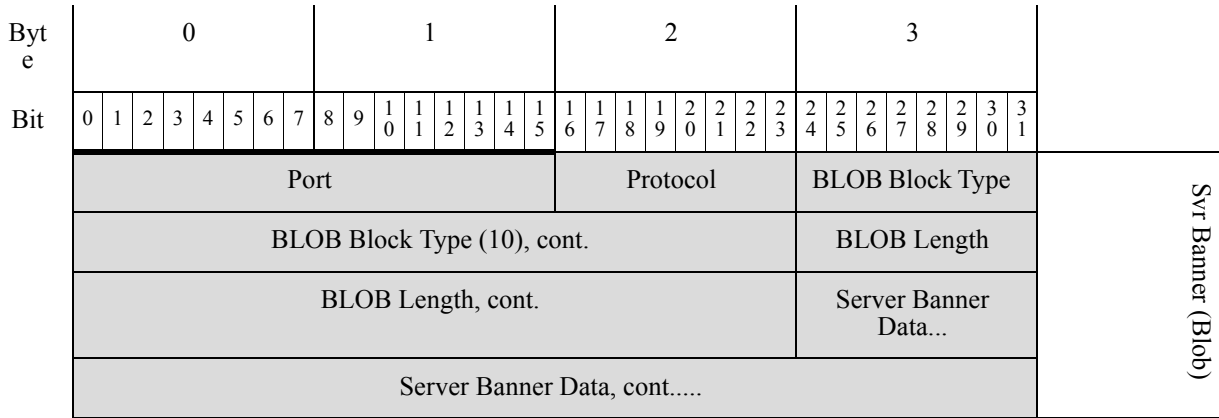 Byt
e
0 1 2 3
Bit 0 1 2 3 4 5 6 7 8 9 10 11 12 13 14 15 16 17 18 19 20 21 22 23 24 25 26 27 28 29 30 31
Port Protocol BLOB Block Type
BLOB Block Type (10), cont. BLOB Length
BLOB Length, cont. Server Banner
Data...
Server Banner Data, cont.....
Svr Banner (Blob)